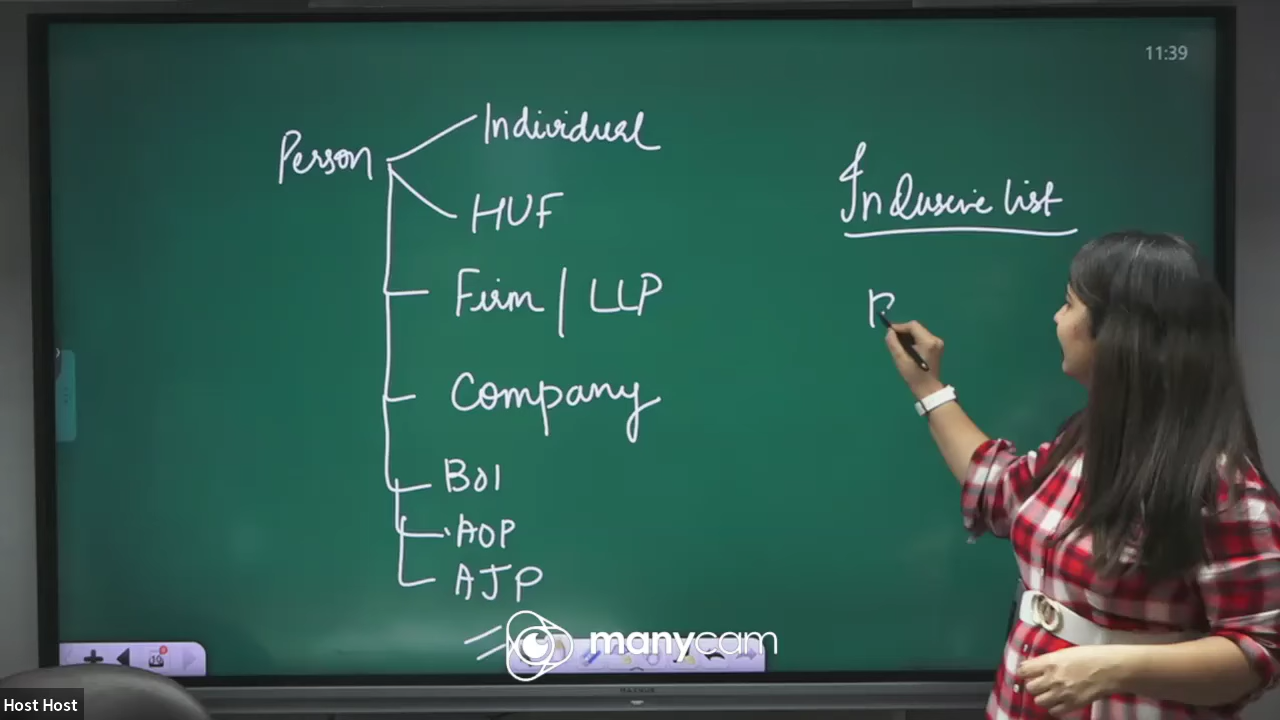 11:39
Person
Individual
HUF
Firm / LLP
Company
BOI
AOP
AJP
Inclusive list
manycam
Host Host